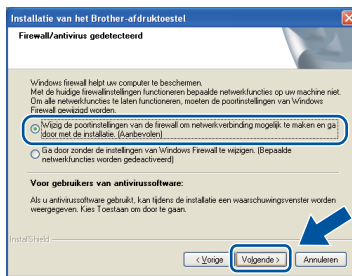 Installatie van het Brother-afdruktoestel
Firewall/antivirus gedetecteerd
Windows firewall helpt uw computer te beschermen.
Met de huidige firewallinstellingen functioneren bepaalde netwerkfuncties op uw machine niet.
Om alle netwerkfuncties te laten functioneren, moeten de poortinstellingen van Windows
Firewall gewijzigd worden.
Wijzig de poortinstellingen van de firewall om netwerkverbinding mogelijk te maken en ga
door met de installatie. (Aanbevolen)
Ga door zonder de instellingen van Windows Firewall te wijzigen. (Bepaalde
netwerkfuncties worden gedeactiveerd)
Voor gebruikers van antivirussoftware:
Als u antivirussoftware gebruikt, kan tijdens de installatie een waarschuwingsvenster worden
weergegeven. Kies Toestaan om door te gaan.
InstallShield
< Vorige
Volgende >
Annuleren